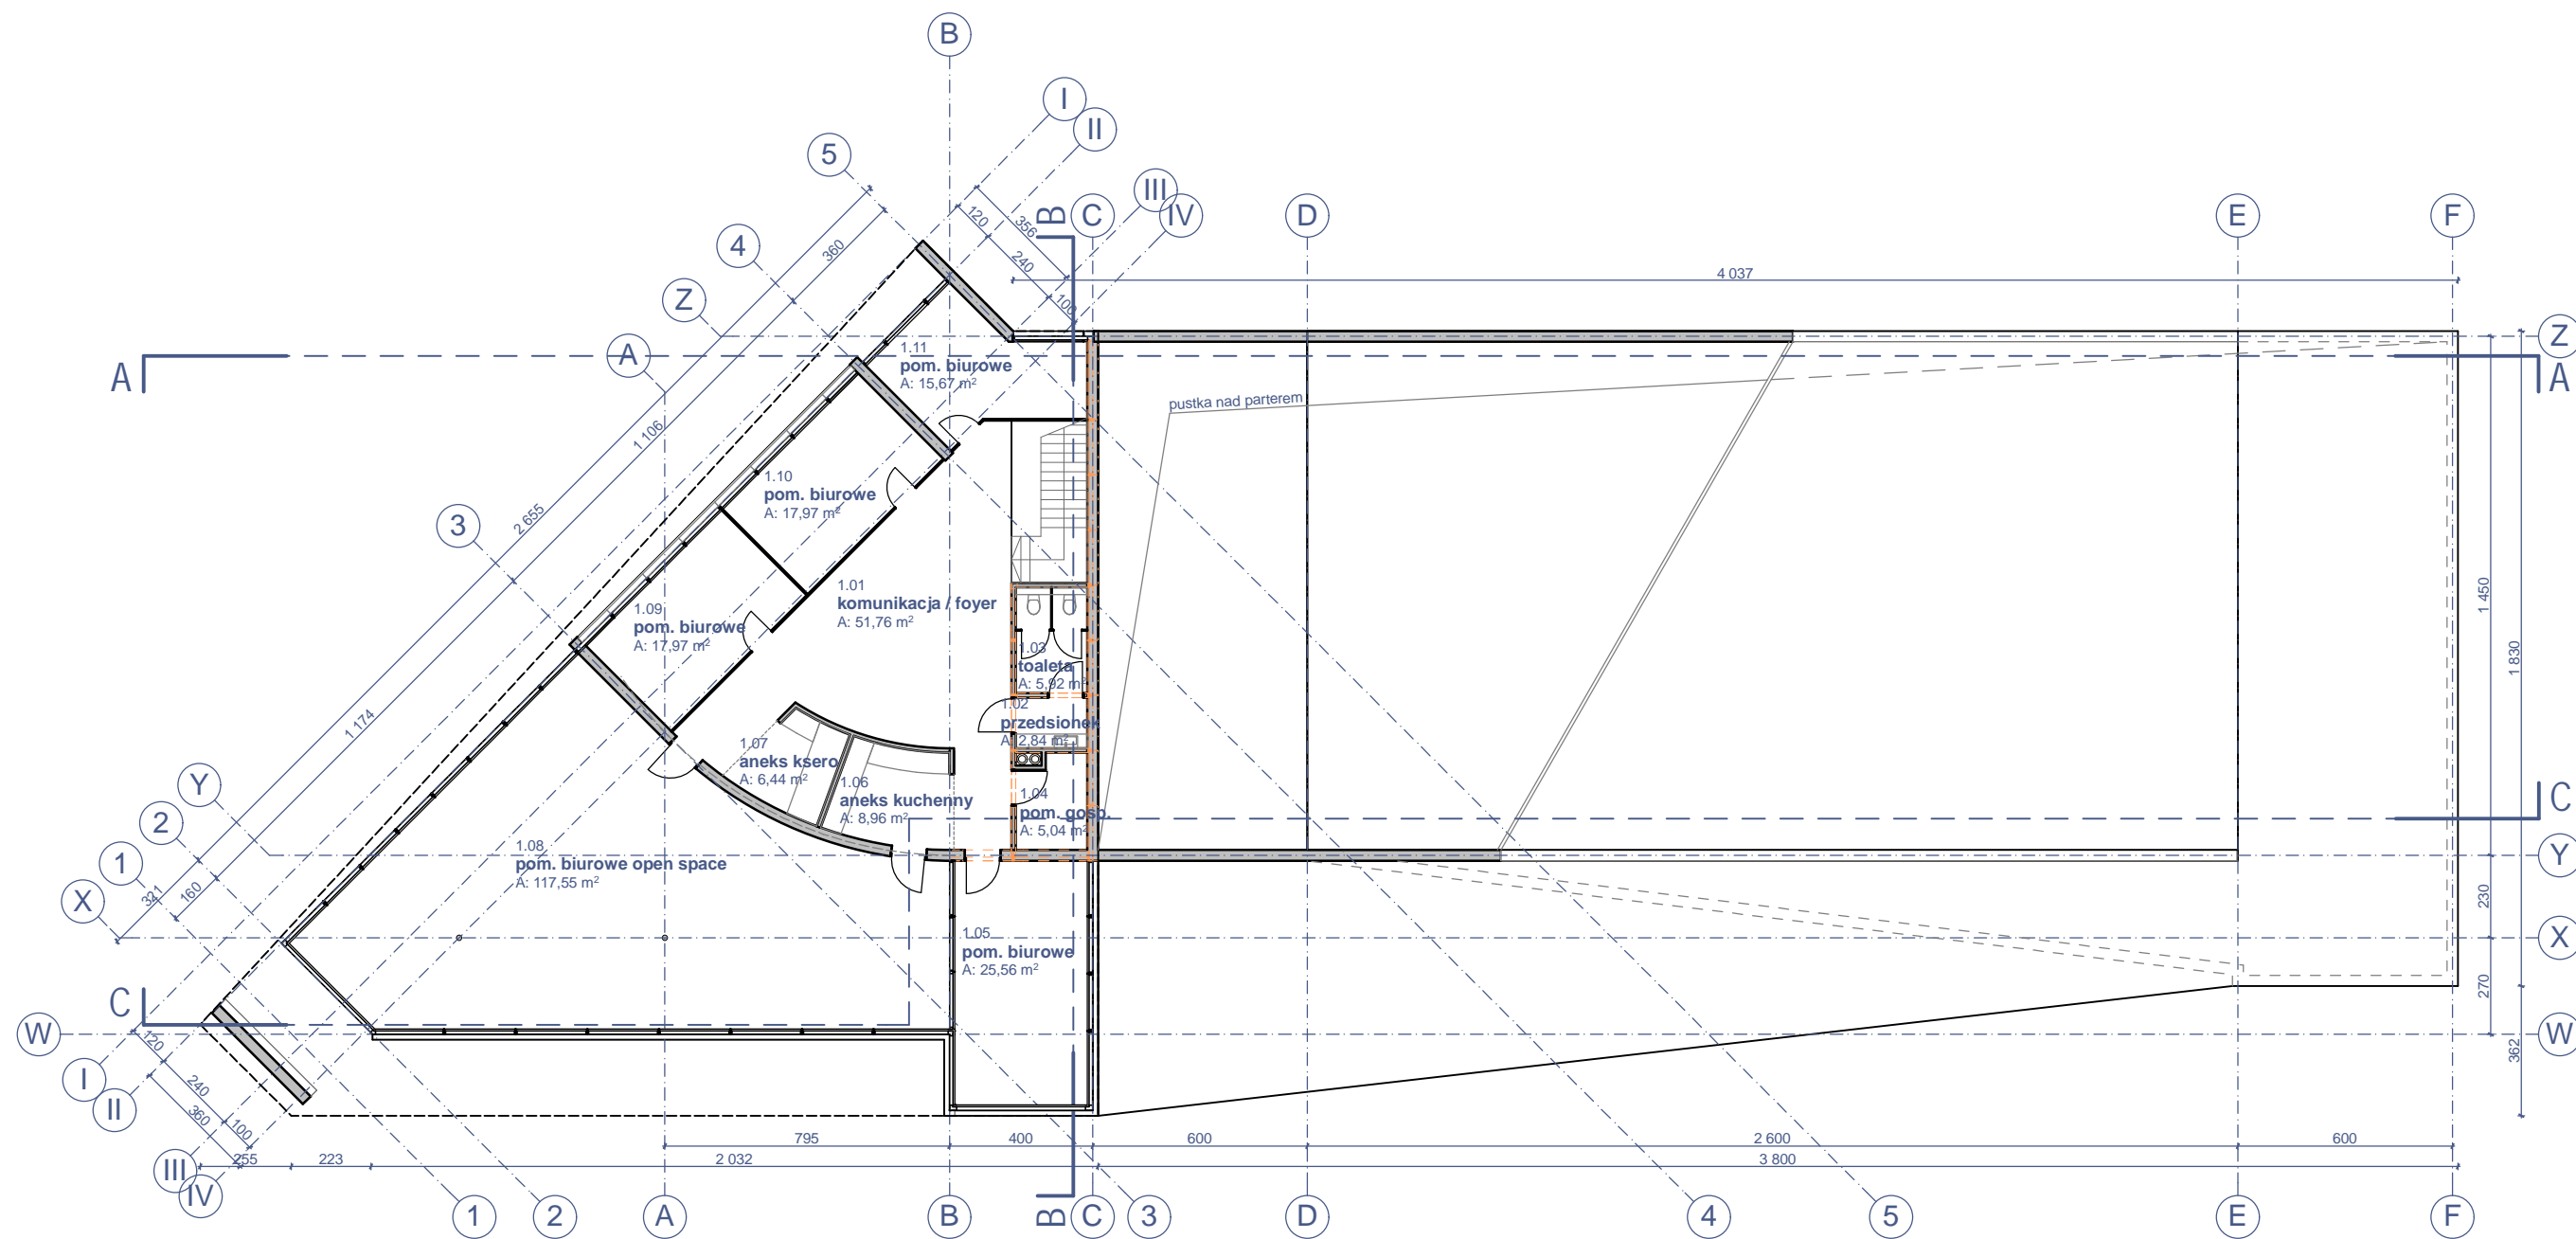 B
I
II
5
III
IV
B
C
D
E
F
4
120
356
360
240
4 037
Z
100
Z
A
A
A
1.11
pom. biurowe
A: 15,67 m²
pustka nad parterem
1 106
1.10
pom. biurowe
A: 17,97 m²
2 655
3
1.01
komunikacja / foyer
A: 51,76 m²
1.09
pom. biurowe
A: 17,97 m²
1 450
1 830
1.03
toaleta
A: 5,92 m²
1.02
przedsionek
A: 2,84 m²
1 174
1.07
aneks ksero
A: 6,44 m²
1.06
aneks kuchenny
A: 8,96 m²
1.04
pom. gosp.
A: 5,04 m²
Y
2
C
1.08
pom. biurowe open space
A: 117,55 m²
Y
1
160
321
X
230
1.05
pom. biurowe
A: 25,56 m²
X
270
C
W
W
362
120
I
240
II
360
100
795
400
600
2 600
600
III
255
223
2 032
3 800
IV
1
2
A
B
B
C
3
D
4
5
E
F